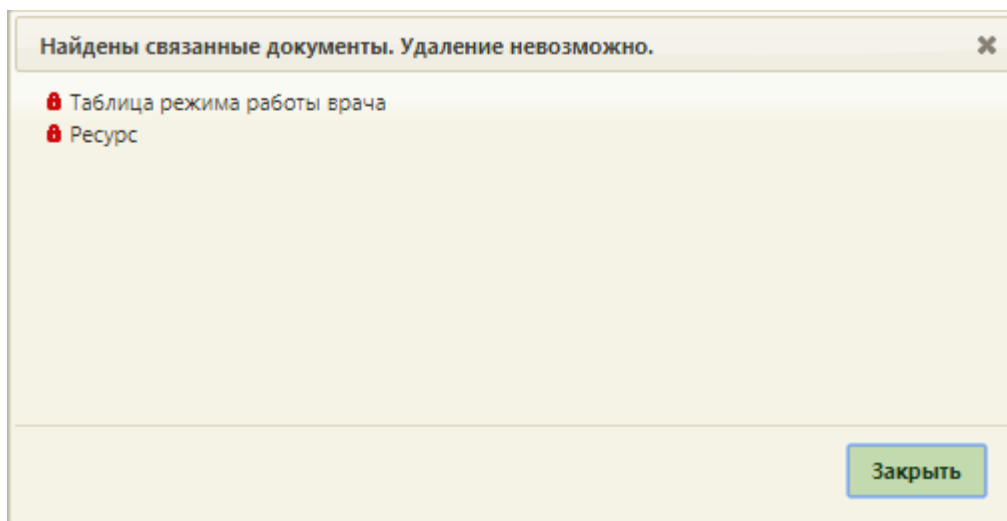 Найдены связанные документы. Удаление невозможно.
Таблица режима работы врача
Ресурс
Закрыть